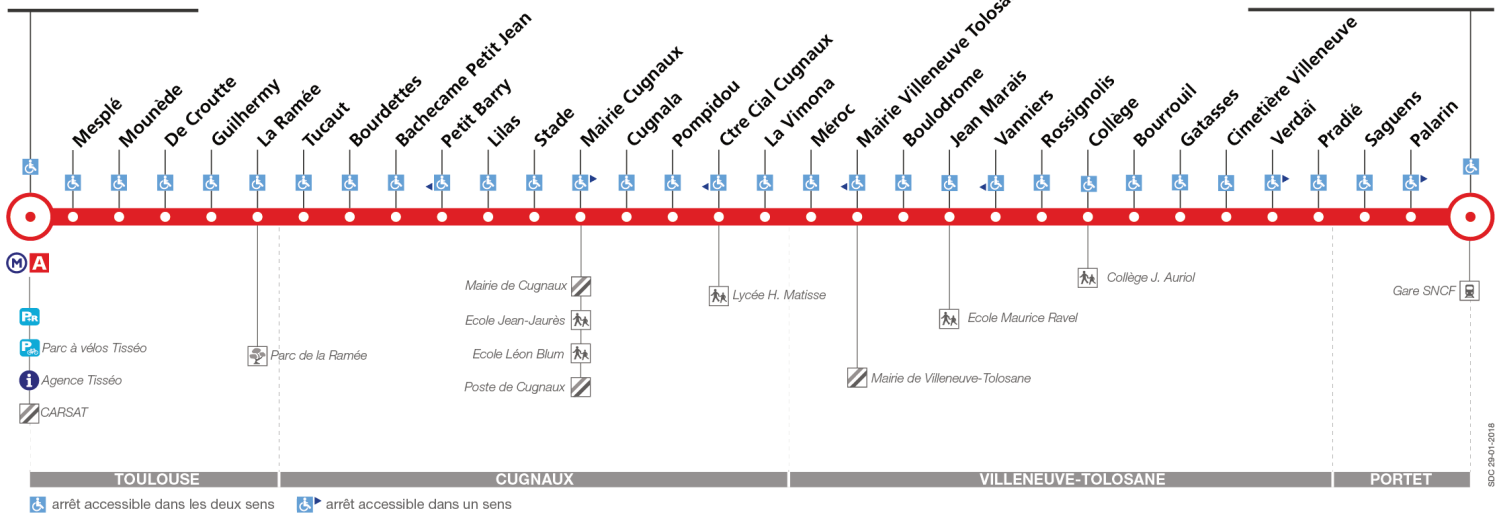 Mesplé
Mounède
De Croutte
Guilhermy
La Ramée
Tucaut
Bourdettes
Bachecame Petit Jean
Petit Barry
Lilas
Stade
Mairie Cugnaux
Cugnala
Pompidou
Ctre Cial Cugnaux
La Vimona
Méroc
Mairie Villeneuve Tolosa
Boulodrome
Jean Marais
Vanniers
Rossignolis
Collège
Bourrouil
Gatasses
Cimetière Villeneuve
Verdaï
Pradié
Saguens
Palarin
M A
P+R
Parc à vélos Tisséo
Agence Tisséo
CARSAT
Parc de la Ramée
Mairie de Cugnaux
Ecole Jean-Jaurès
Ecole Léon Blum
Poste de Cugnaux
Lycée H. Matisse
Mairie de Villeneuve-Tolosane
Ecole Maurice Ravel
Collège J. Auriol
Gare SNCF
TOULOUSE
CUGNAUX
VILLENEUVE-TOLOSANE
PORTET
arrêt accessible dans les deux sens
arrêt accessible dans un sens
SDC 29-01-2018